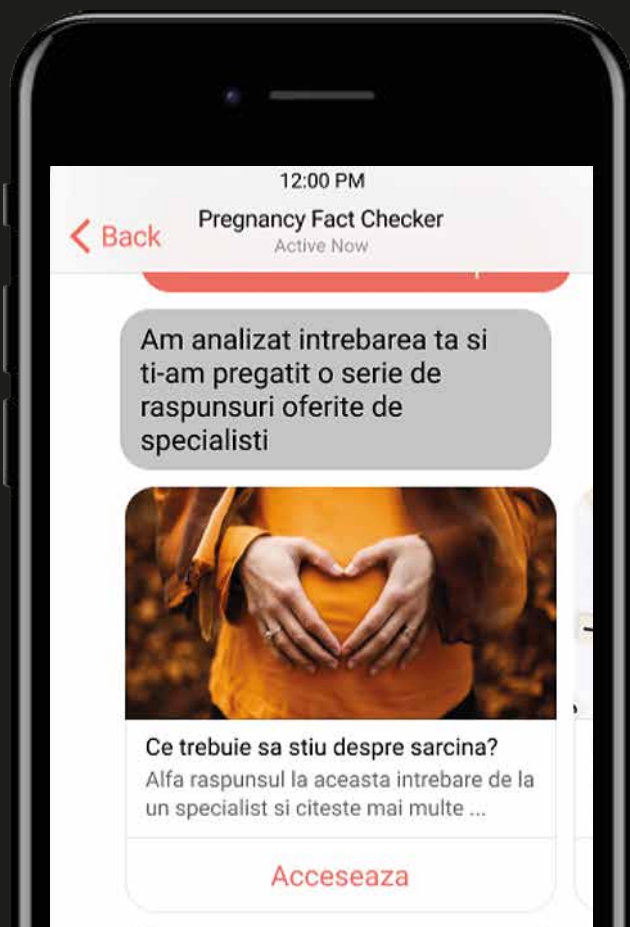 12:00 PM
Back
Pregnancy Fact Checker
Active Now
Am analizat intrebarea ta si
ti-am pregatit o serie de
raspunsuri oferite de
specialisti
Ce trebuie sa stiu despre sarcina?
Alfa raspunsul la aceasta intrebare de la
un specialist si citeste mai multe ...
Acceseaza